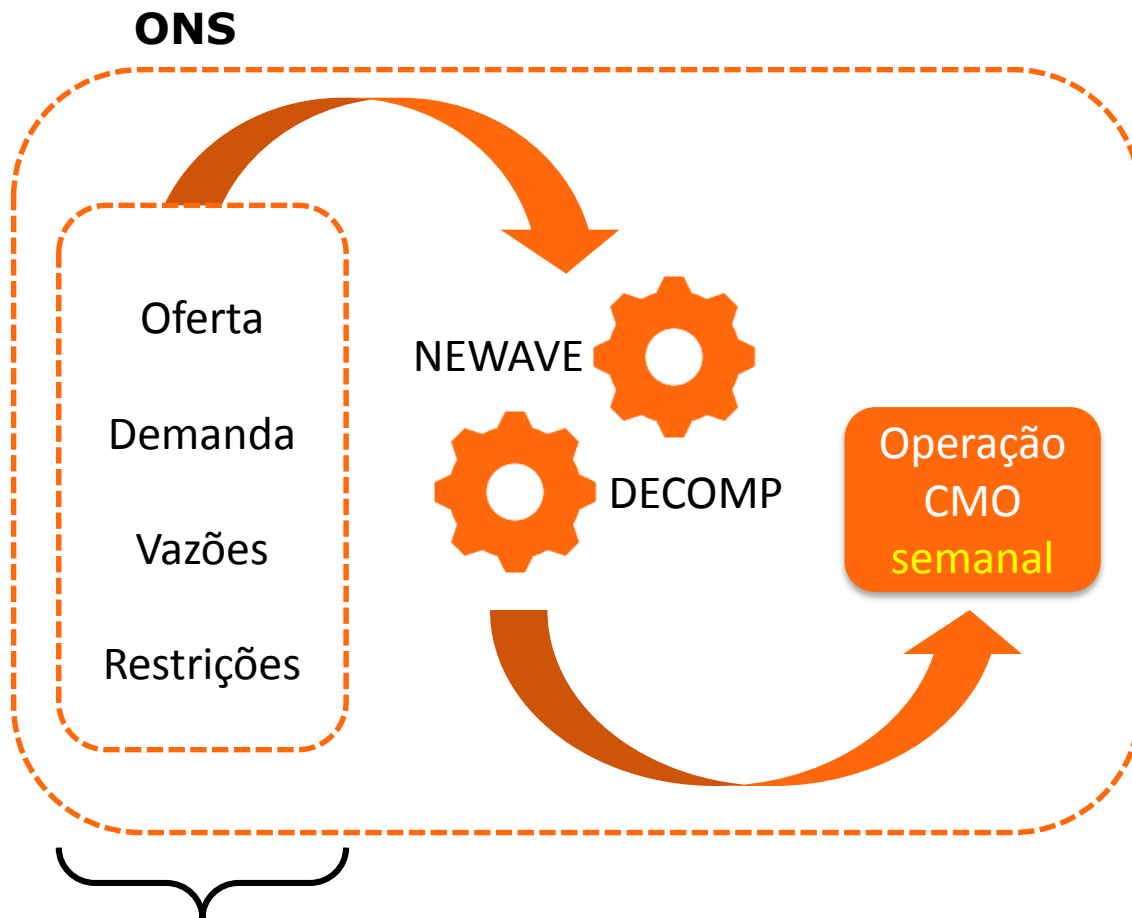 ONS
Oferta
Demanda
Vazões
Restrições
NEWAVE
DECOMP
Operação
CMO
semanal